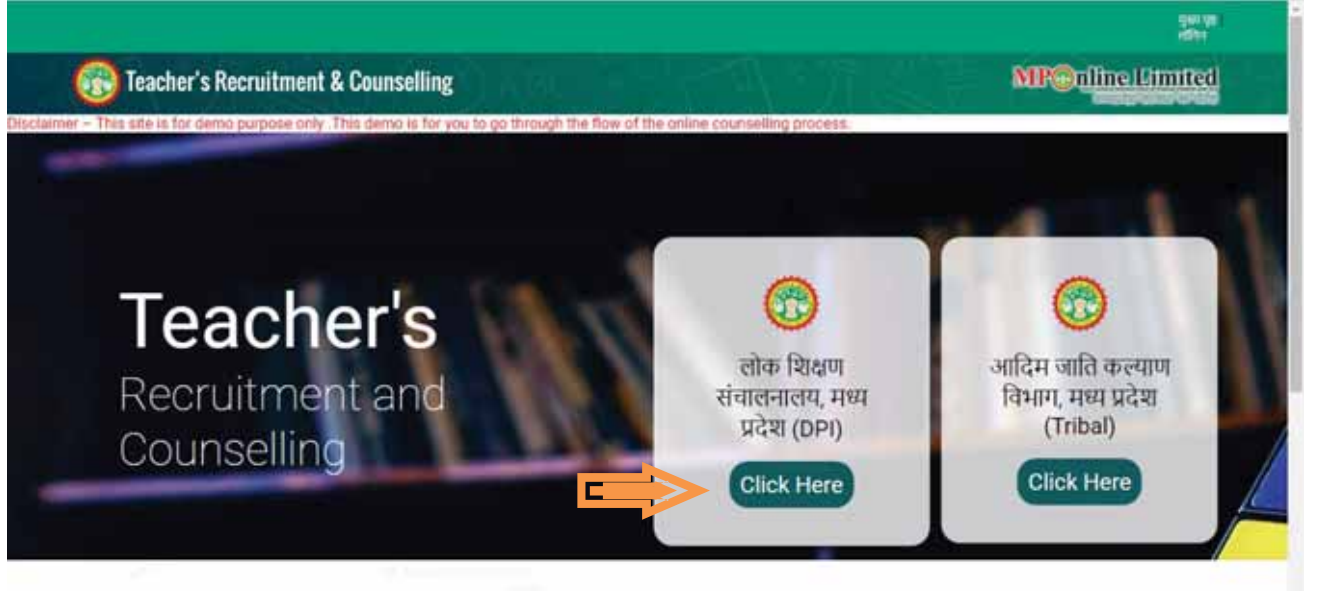 मुख्य पृष्ठ
लॉगिन
Teacher's Recruitment & Counselling
MPOnline Limited
Disclaimer – This site is for demo purpose only .This demo is for you to go through the flow of the online counselling process.
Teacher's
Recruitment and
Counselling
लोक शिक्षण
संचालनालय, मध्य
प्रदेश (DPI)
Click Here
आदिम जाति कल्याण
विभाग, मध्य प्रदेश
(Tribal)
Click Here